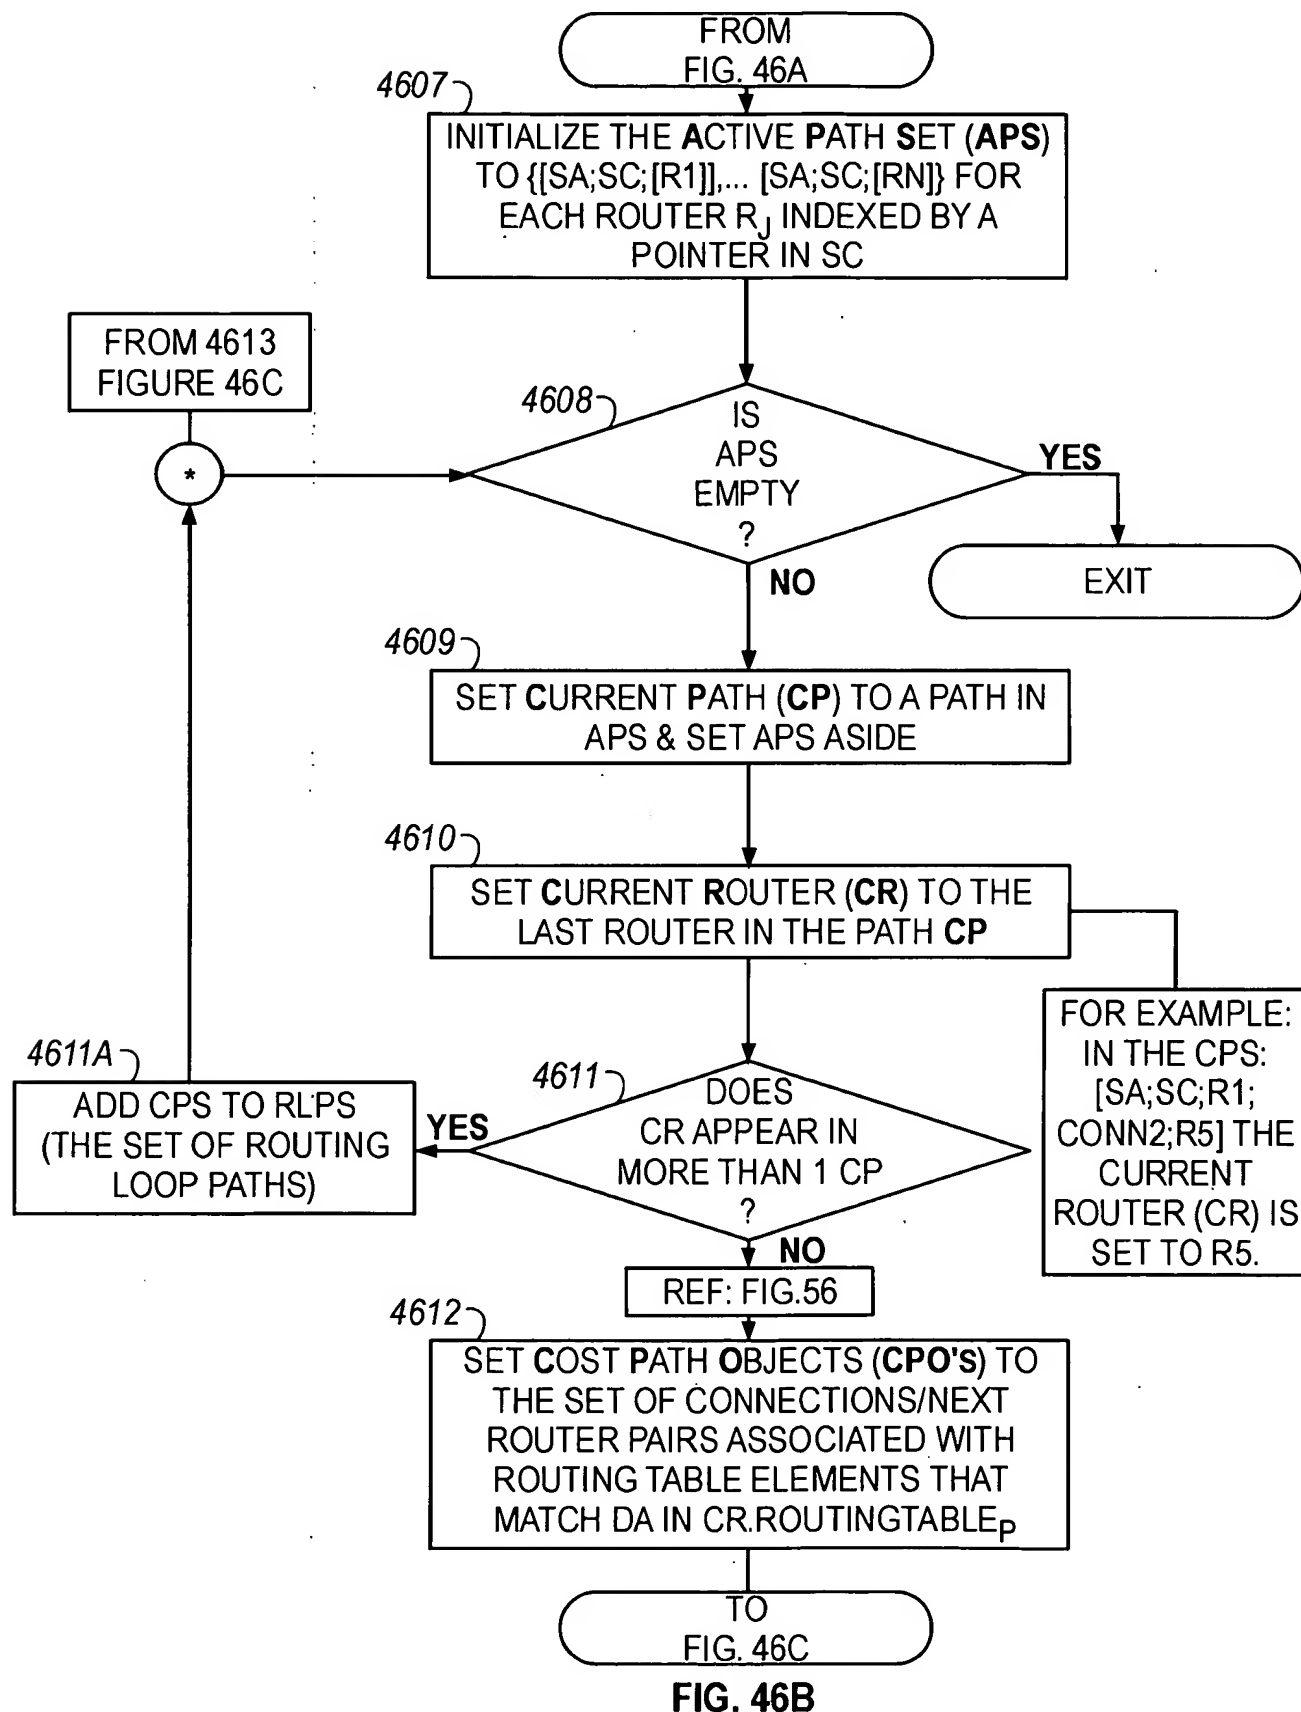 FROM
FIG. 46A
4607
INITIALIZE THE ACTIVE PATH SET (APS)
TO {[SA;SC;[R1]],... [SA;SC;[RN]} FOR
EACH ROUTER RJ INDEXED BY A
POINTER IN SC
FROM 4613
FIGURE 46C
*
4608
IS
APS
EMPTY
?
YES
EXIT
NO
4609
SET CURRENT PATH (CP) TO A PATH IN
APS & SET APS ASIDE
4610
SET CURRENT ROUTER (CR) TO THE
LAST ROUTER IN THE PATH CP
FOR EXAMPLE:
IN THE CPS:
[SA;SC;R1;
CONN2;R5] THE
CURRENT
ROUTER (CR) IS
SET TO R5.
4611
DOES
CR APPEAR IN
MORE THAN 1 CP
?
YES
4611A
ADD CPS TO RLPS
(THE SET OF ROUTING
LOOP PATHS)
NO
REF: FIG.56
4612
SET COST PATH OBJECTS (CPO's) TO
THE SET OF CONNECTIONS/NEXT
ROUTER PAIRS ASSOCIATED WITH
ROUTING TABLE ELEMENTS THAT
MATCH DA IN CR.ROUTINGTABLEP
TO
FIG. 46C
FIG. 46B